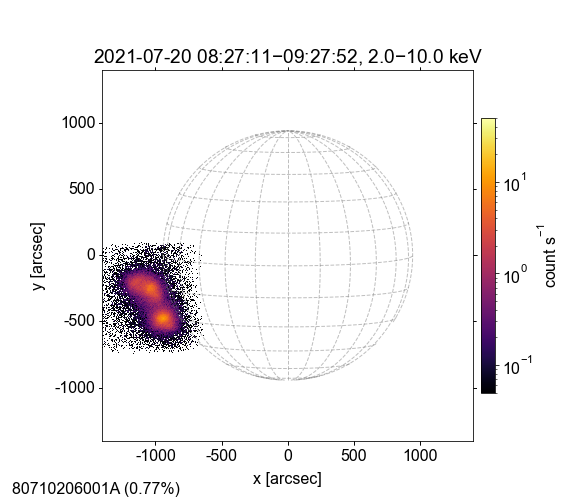 2021-07-20 08:27:11−09:27:52, 2.0−10.0 keV
1000
500
0
-500
-1000
y [arcsec]
-1000
-500
0
500
1000
x [arcsec]
10¹
10⁰
10⁻¹
count s⁻¹
80710206001A (0.77%)